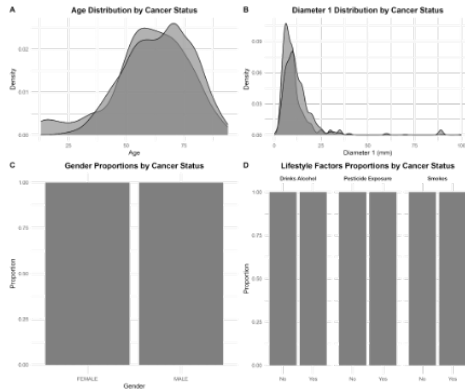 A
Age Distribution by Cancer Status
Density
0.02
0.01
0.00
25
50
75
Age
B
Diameter 1 Distribution by Cancer Status
Density
0.00
0
25
50
75
100
Diameter 1 (mm)
C
Gender Proportions by Cancer Status
Proportion
1.00
0.75
0.50
0.25
0.00
FEMALE
MALE
Gender
D
Lifestyle Factors Proportions by Cancer Status
Drinks Alcohol
Pesticide Exposure
Smokes
Proportion
1.00
0.75
0.50
0.25
0.00
No
Yes
No
Yes
No
Yes